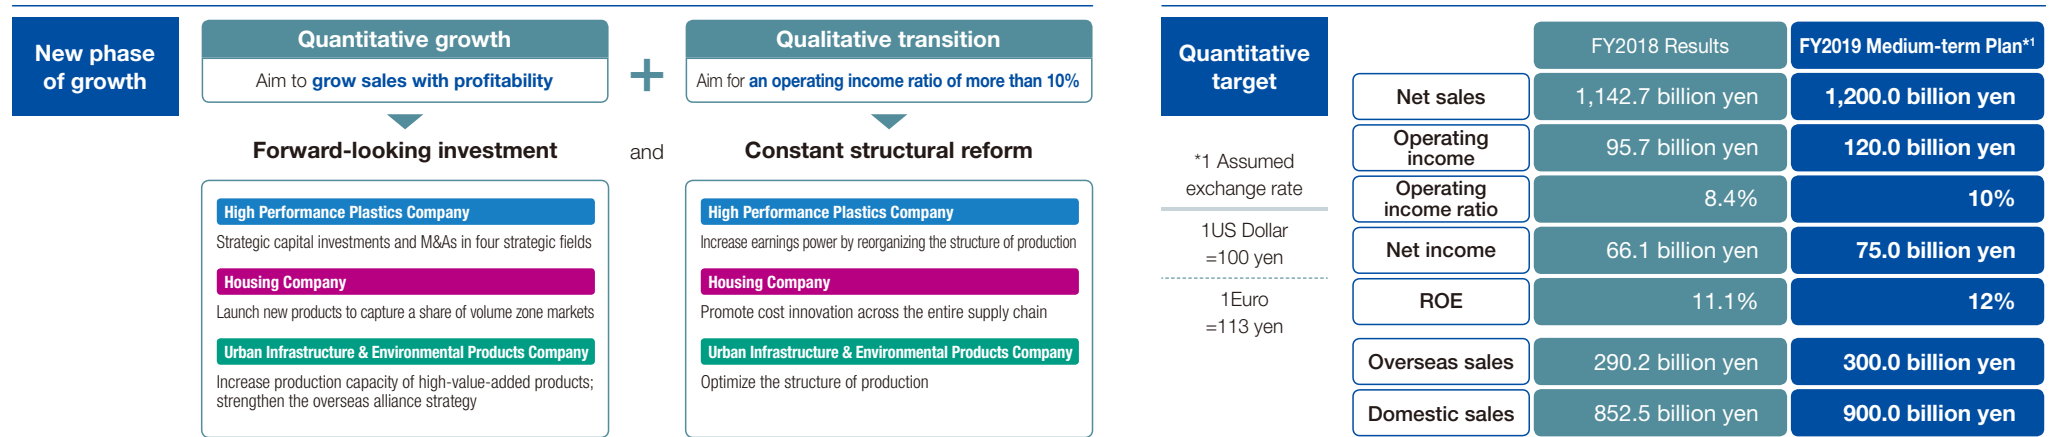 New phase
of growth
Quantitative growth
Aim to grow sales with profitability
+
Qualitative transition
Aim for an operating income ratio of more than 10%
Forward-looking investment
and
Constant structural reform
High Performance Plastics Company
Strategic capital investments and M&As in four strategic fields
Housing Company
Launch new products to capture a share of volume zone markets
Urban Infrastructure & Environmental Products Company
Increase production capacity of high-value-added products;
strengthen the overseas alliance strategy
High Performance Plastics Company
Increase earnings power by reorganizing the structure of production
Housing Company
Promote cost innovation across the entire supply chain
Urban Infrastructure & Environmental Products Company
Optimize the structure of production
Quantitative
target
*1 Assumed
exchange rate
1US Dollar
=100 yen
1Euro
=113 yen
FY2018 Results FY2019 Medium-term Plan*1
Net sales 1,142.7 billion yen 1,200.0 billion yen
Operating
income 95.7 billion yen 120.0 billion yen
Operating
income ratio 8.4% 10%
Net income 66.1 billion yen 75.0 billion yen
ROE 11.1% 12%
Overseas sales 290.2 billion yen 300.0 billion yen
Domestic sales 852.5 billion yen 900.0 billion yen